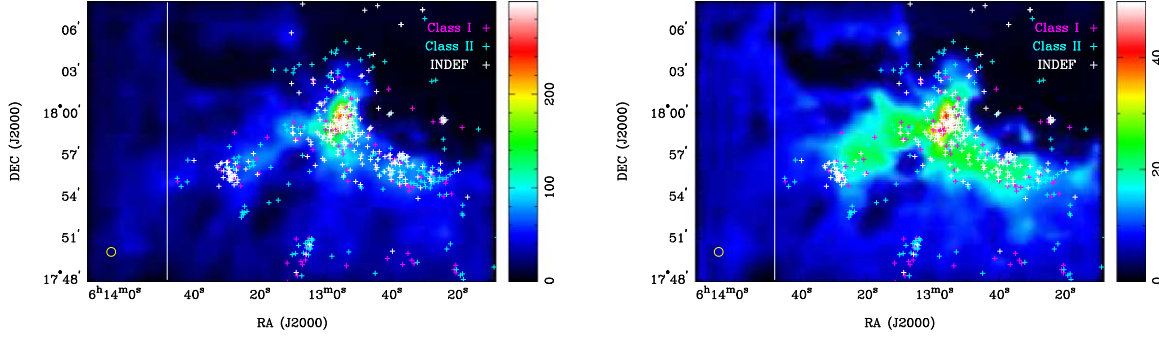 06′
03′
18°00′
57′
54′
51′
17°48′
DEC (J2000)
6ʰ14ᵐ0ˢ
40ˢ
20ˢ
13ᵐ0ˢ
40ˢ
20ˢ
RA (J2000)
Class I +
Class II +
INDEF +
200
100
0
06′
03′
18°00′
57′
54′
51′
17°48′
DEC (J2000)
6ʰ14ᵐ0ˢ
40ˢ
20ˢ
13ᵐ0ˢ
40ˢ
20ˢ
RA (J2000)
Class I +
Class II +
INDEF +
40
20
0